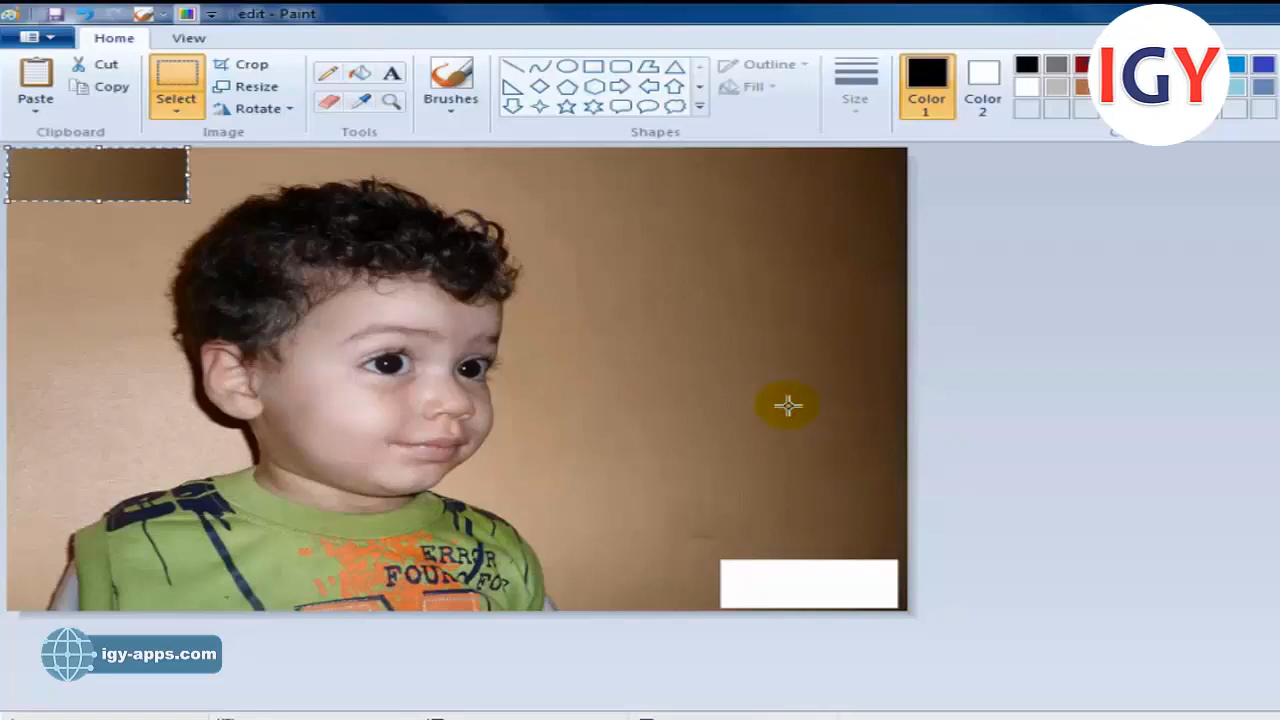 edit - Paint
Home
View
Paste
Cut
Copy
Clipboard
Select
Crop
Resize
Rotate
Image
A
Tools
Brushes
Outline
Fill
Shapes
Size
Color
1
Color
2
IGY
ERROR
FOUN
FOR
igy-apps.com